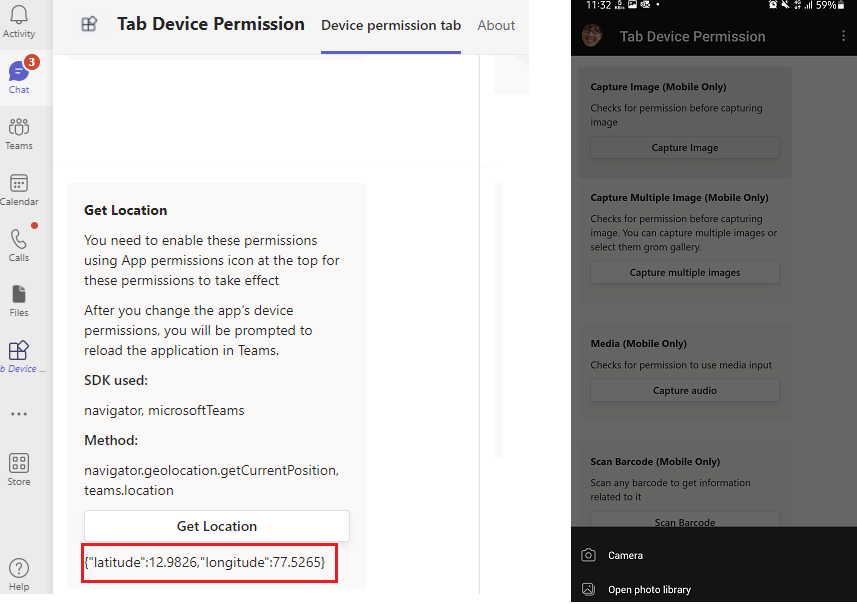 Activity
3
Chat
Teams
Calendar
Calls
Files
b Device ...
Store
Help
Tab Device Permission
Device permission tab
About
Get Location
You need to enable these permissions
using App permissions icon at the top for
these permissions to take effect
After you change the app's device
permissions, you will be prompted to
reload the application in Teams.
SDK used:
navigator, microsoftTeams
Method:
navigator.geolocation.getCurrentPosition,
teams.location
Get Location
{"latitude":12.9826,"longitude":77.5265}
11:32
59%
Tab Device Permission
Capture Image (Mobile Only)
Checks for permission before capturing
image
Capture Image
Capture Multiple Image (Mobile Only)
Checks for permission before capturing
image. You can capture multiple images or
select them grom gallery.
Capture multiple images
Media (Mobile Only)
Checks for permission to use media input
Capture audio
Scan Barcode (Mobile Only)
Scan any barcode to get information
related to it
Scan Barcode
Camera
Open photo library